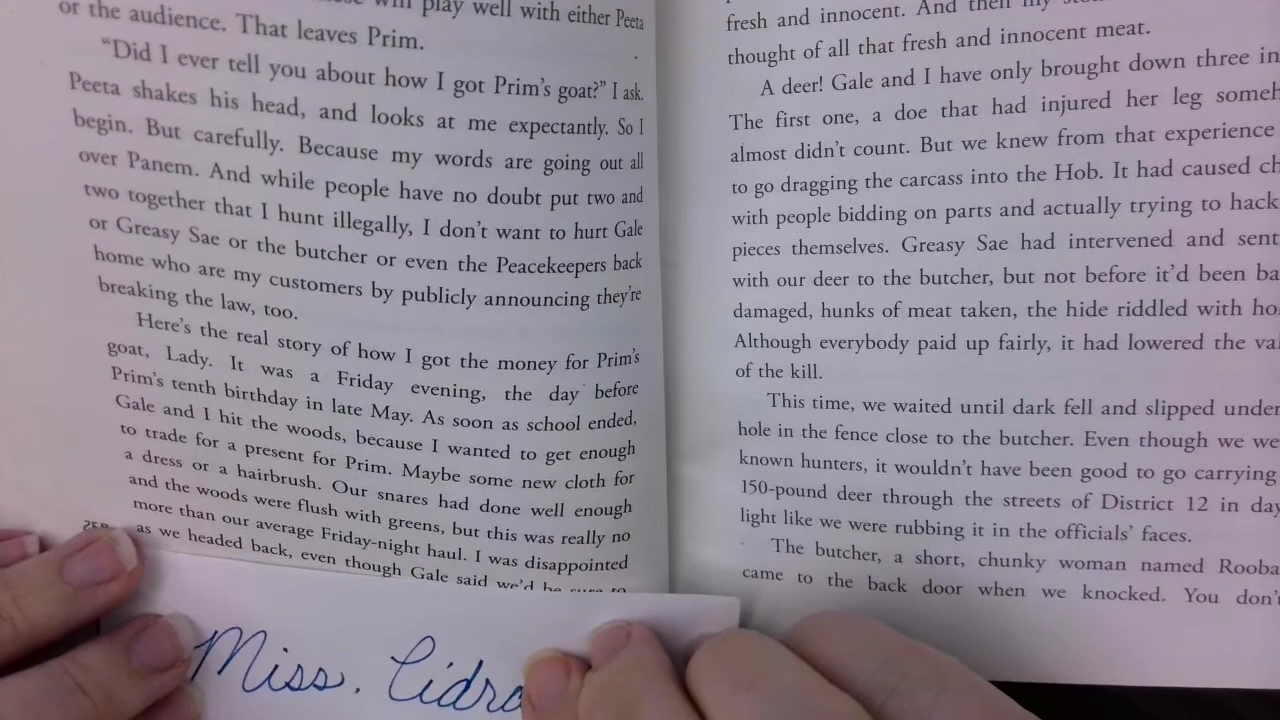 will play well with either Peeta
or the audience. That leaves Prim.
“Did I ever tell you about how I got Prim’s goat?” I ask.
Peeta shakes his head, and looks at me expectantly. So I
begin. But carefully. Because my words are going out all
over Panem. And while people have no doubt put two and
two together that I hunt illegally, I don’t want to hurt Gale
or Greasy Sae or the butcher or even the Peacekeepers back
home who are my customers by publicly announcing they’re
breaking the law, too.
Here’s the real story of how I got the money for Prim’s
goat, Lady. It was a Friday evening, the day before
Prim’s tenth birthday in late May. As soon as school ended,
Gale and I hit the woods, because I wanted to get enough
to trade for a present for Prim. Maybe some new cloth for
a dress or a hairbrush. Our snares had done well enough
and the woods were flush with greens, but this was really no
more than our average Friday-night haul. I was disappointed
as we headed back, even though Gale said we’d be sure to
Miss.
fresh and innocent. And then my
thought of all that fresh and innocent meat.
A deer! Gale and I have only brought down three in
The first one, a doe that had injured her leg someh
almost didn’t count. But we knew from that experience
to go dragging the carcass into the Hob. It had caused ch
with people bidding on parts and actually trying to hack
pieces themselves. Greasy Sae had intervened and sent
with our deer to the butcher, but not before it’d been ba
damaged, hunks of meat taken, the hide riddled with ho
Although everybody paid up fairly, it had lowered the va
of the kill.
This time, we waited until dark fell and slipped under
hole in the fence close to the butcher. Even though we we
known hunters, it wouldn’t have been good to go carrying
150-pound deer through the streets of District 12 in day
light like we were rubbing it in the officials’ faces.
The butcher, a short, chunky woman named Rooba
came to the back door when we knocked. You don’